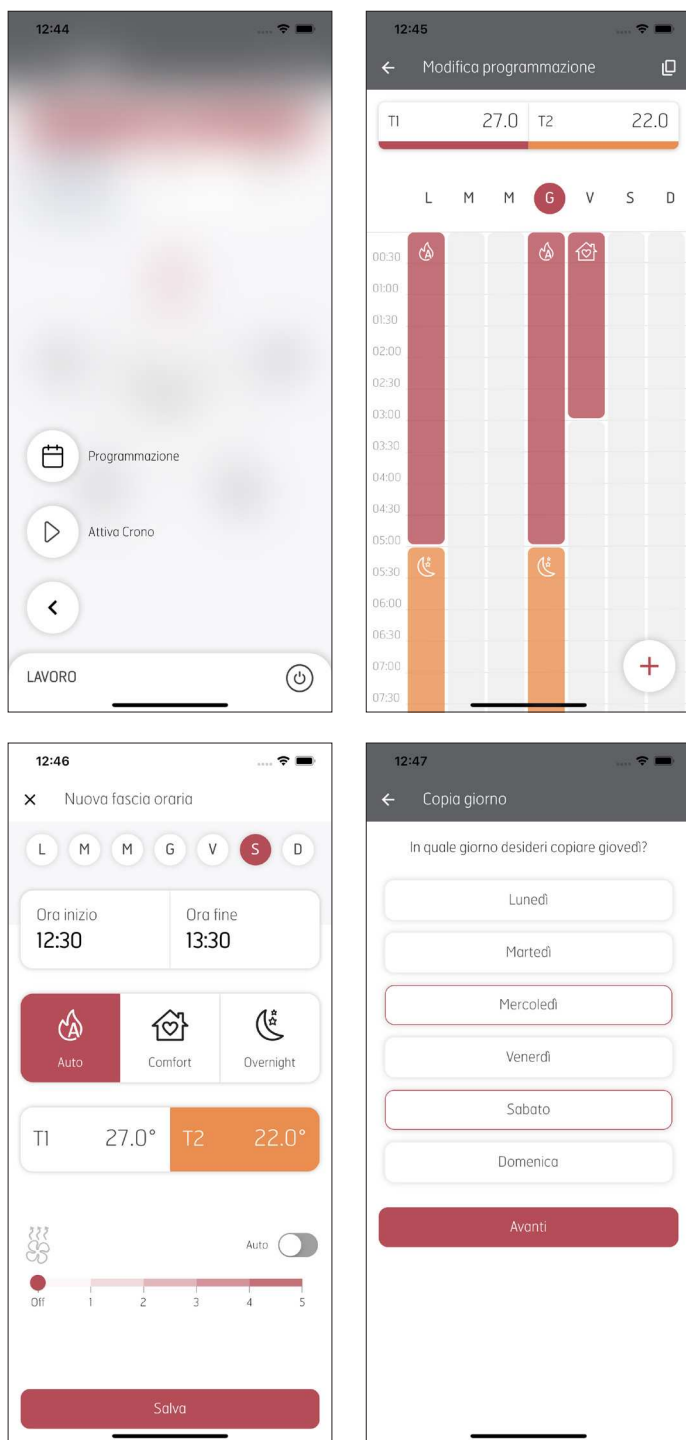 12:44
Programmazione
Attiva Crono
LAVORO
12:45
Modifica programmazione
T1 27.0 T2 22.0
L M M G V S D
00:30
01:00
01:30
02:00
02:30
03:00
03:30
04:00
04:30
05:00
05:30
06:00
06:30
07:00
07:30
12:46
Nuova fascia oraria
L M M G V S D
Ora inizio Ora fine
12:30 13:30
A
Auto Comfort Overnight
T1 27.0° T2 22.0°
Auto
Off 1 2 3 4 5
Salva
12:47
Copia giorno
In quale giorno desideri copiare giovedì?
Lunedì
Martedì
Mercoledì
Venerdì
Sabato
Domenica
Avanti